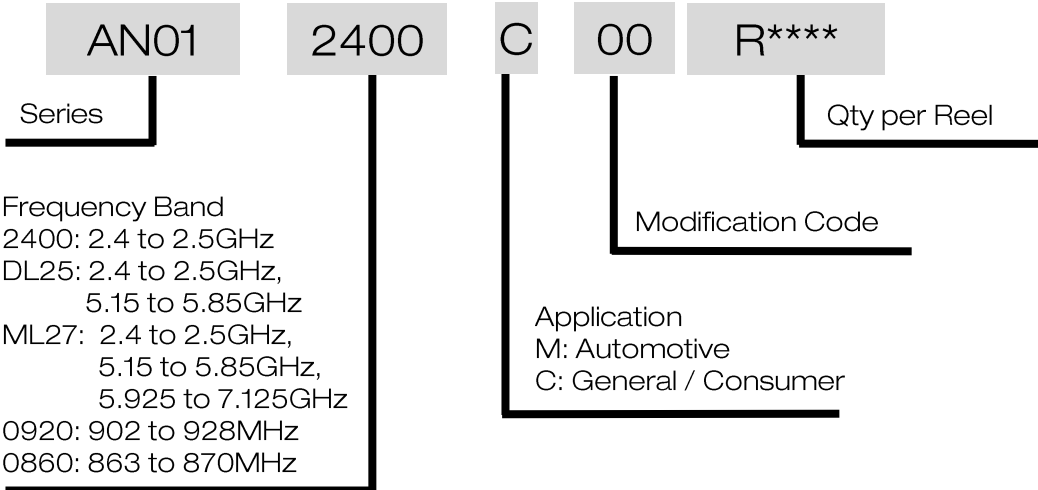 AN01 2400 C 00 R****
Series
Qty per Reel
Frequency Band
2400: 2.4 to 2.5GHz
DL25: 2.4 to 2.5GHz,
5.15 to 5.85GHz
ML27: 2.4 to 2.5GHz,
5.15 to 5.85GHz,
5.925 to 7.125GHz
0920: 902 to 928MHz
0860: 863 to 870MHz
Modification Code
Application
M: Automotive
C: General / Consumer